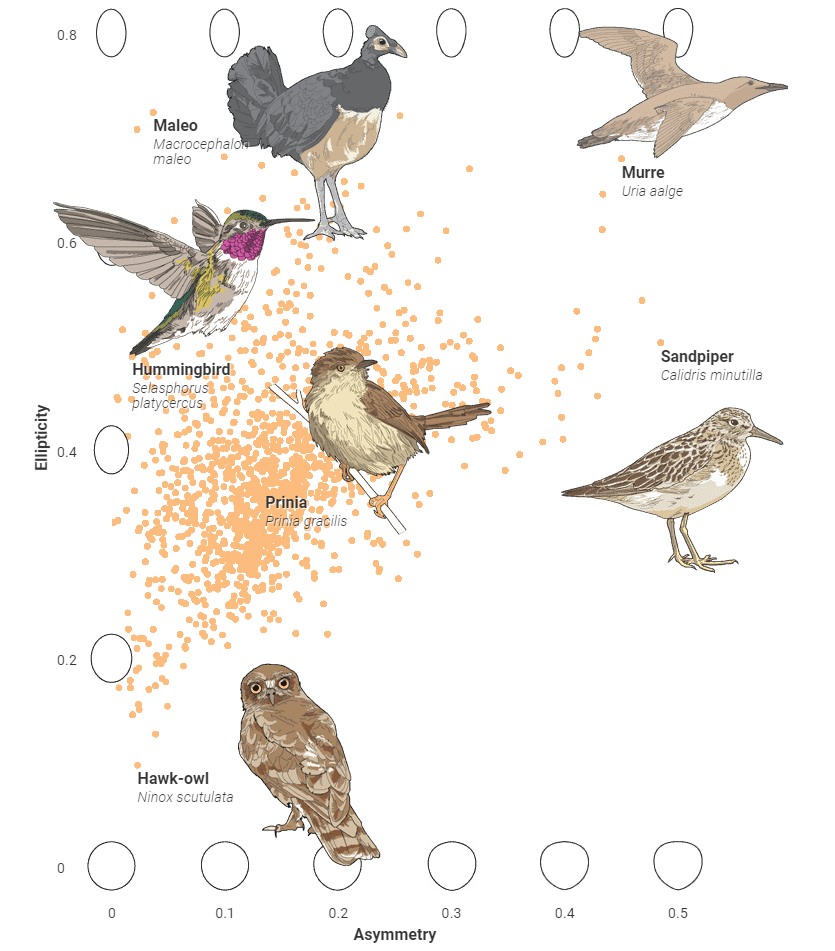 0.8
Maleo
Macrocephalon
maleo
Murre
Uria aalge
0.6
Hummingbird
Selasphorus
platycercus
Sandpiper
Calidris minutilla
Ellipticity
0.4
Prinia
Prinia gracilis
0.2
Hawk-owl
Ninox scutulata
0
0
0.1
0.2
0.3
0.4
0.5
Asymmetry